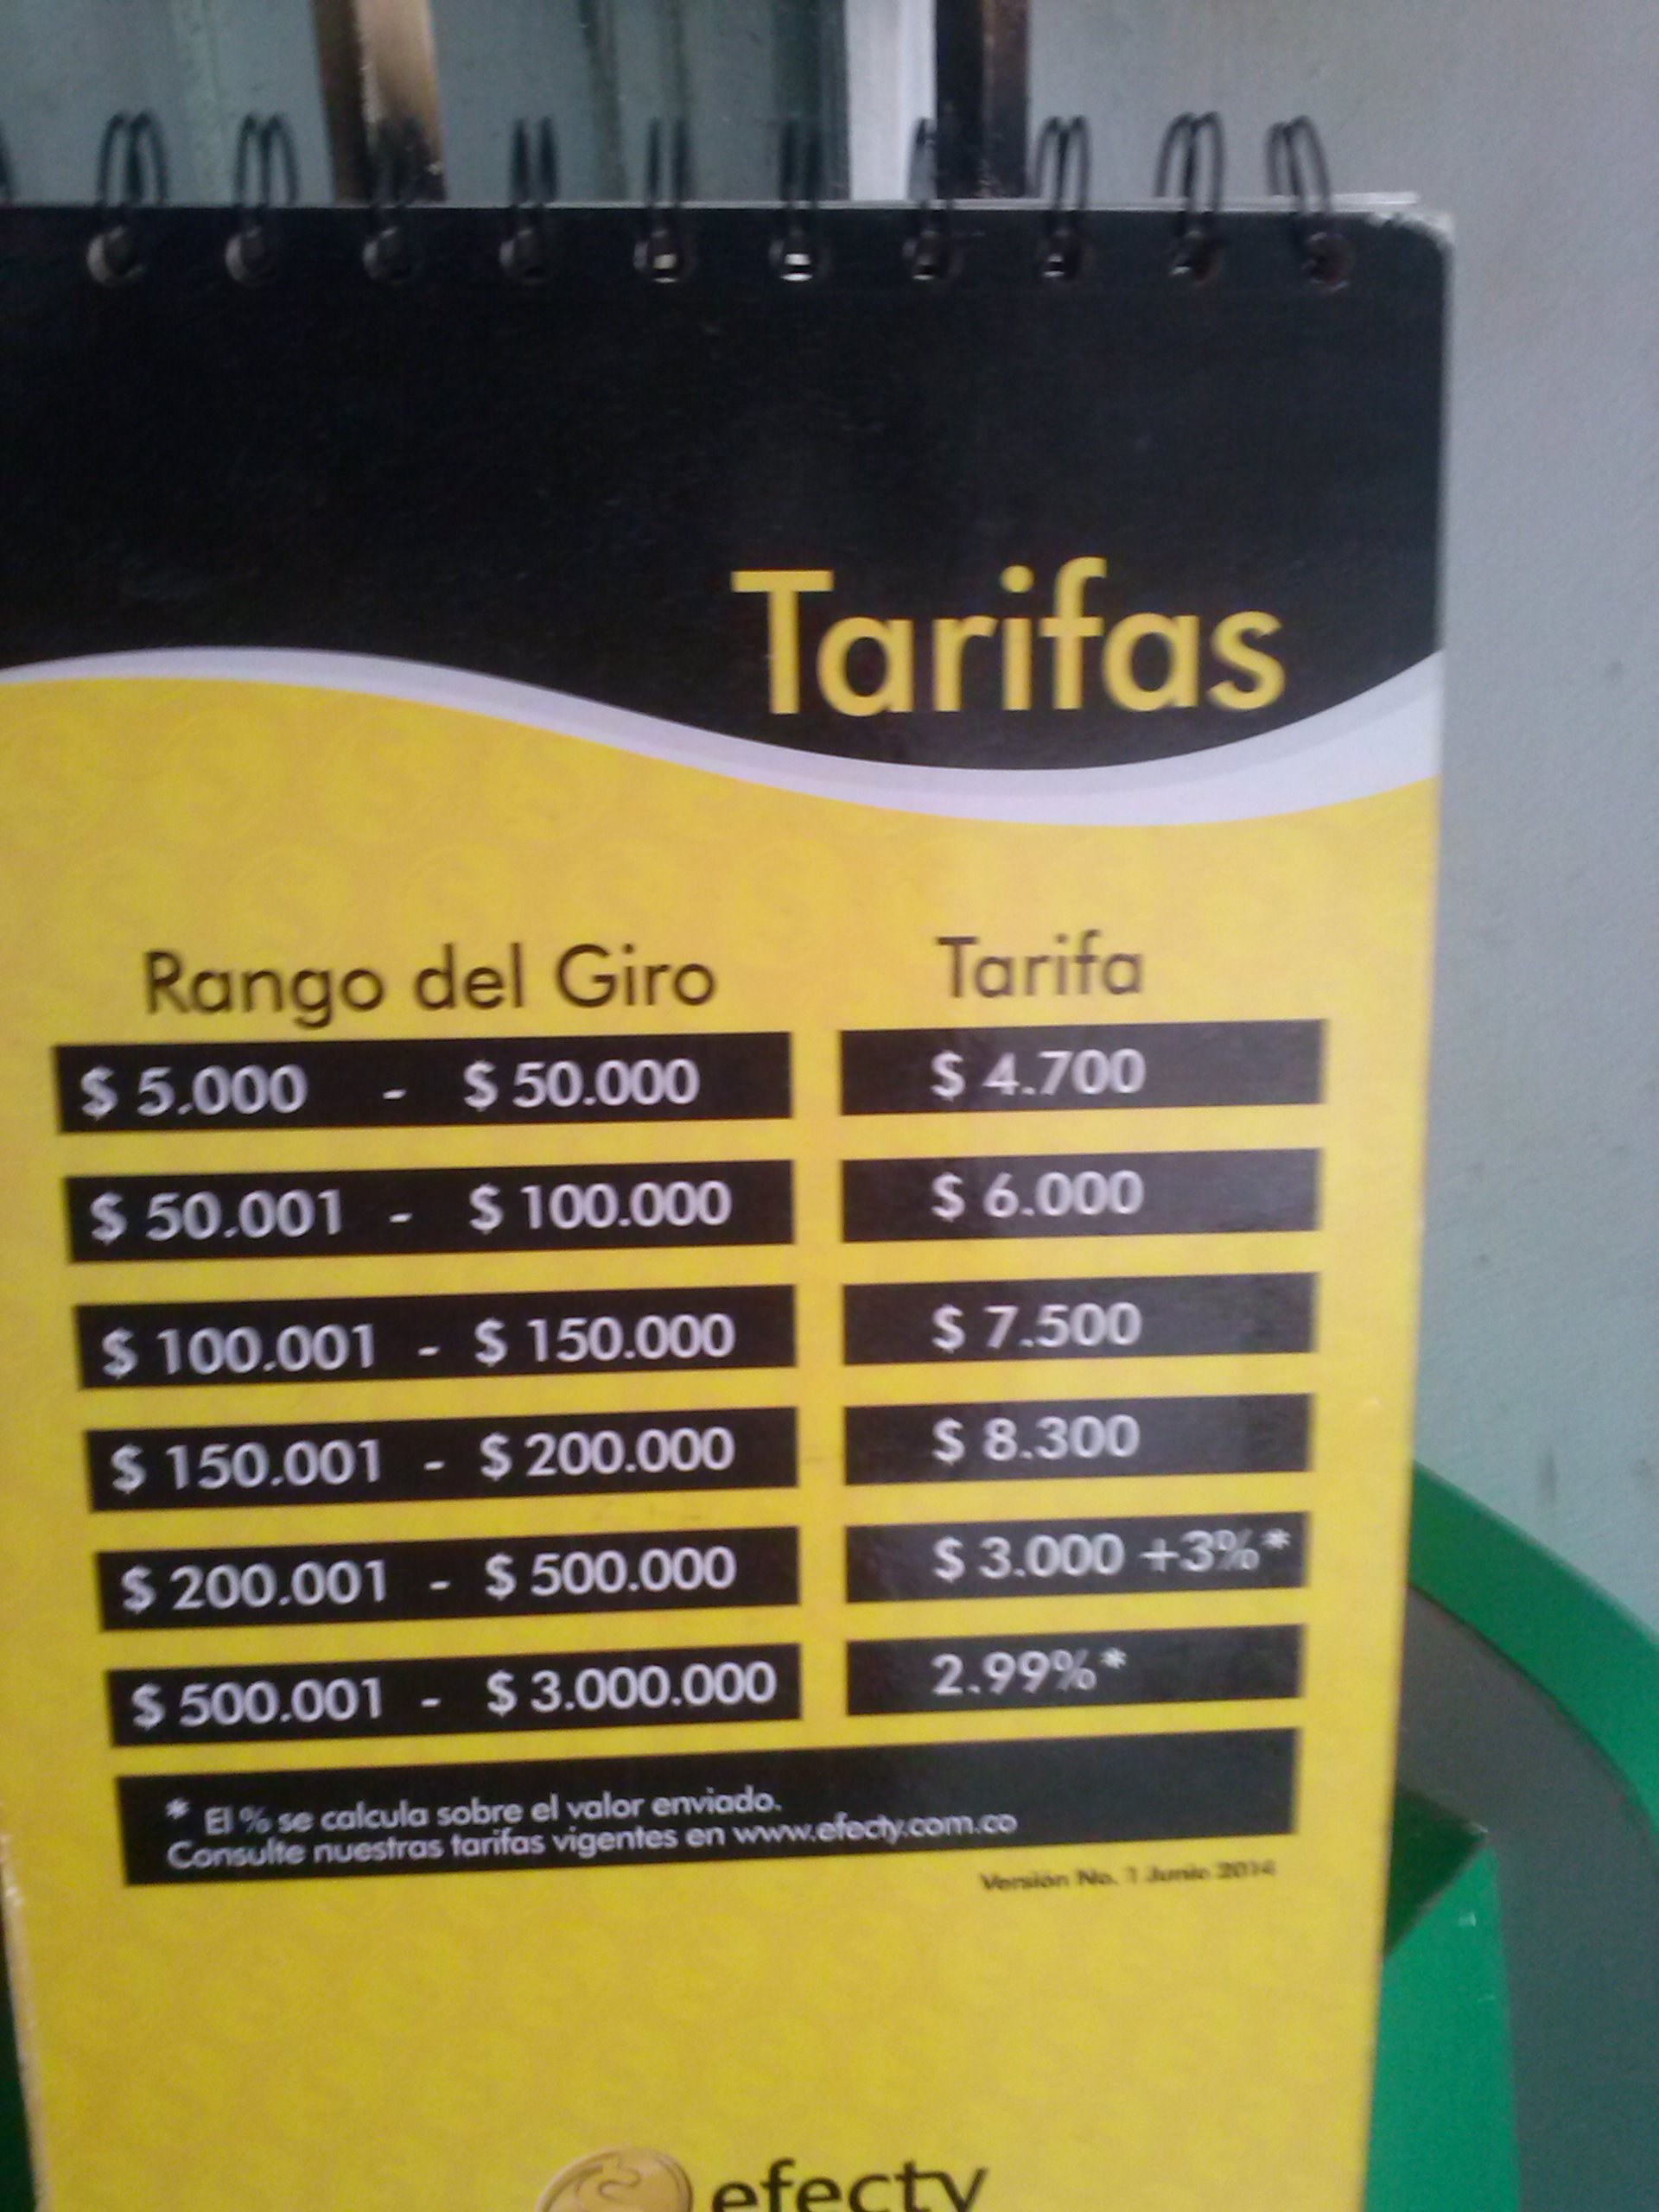 Tarifas
Rango del Giro Tarifa
$ 5.000 - $ 50.000 $ 4.700
$ 50.001 - $ 100.000 $ 6.000
$ 100.001 - $ 150.000 $ 7.500
$ 150.001 - $ 200.000 $ 8.300
$ 200.001 - $ 500.000 $ 3.000 +3%*
$ 500.001 - $ 3.000.000 2.99%*
* El % se calcula sobre el valor enviado.
Consulte nuestras tarifas vigentes en www.efecty.com.co
Versión No. 1 Junio 2014
efecty